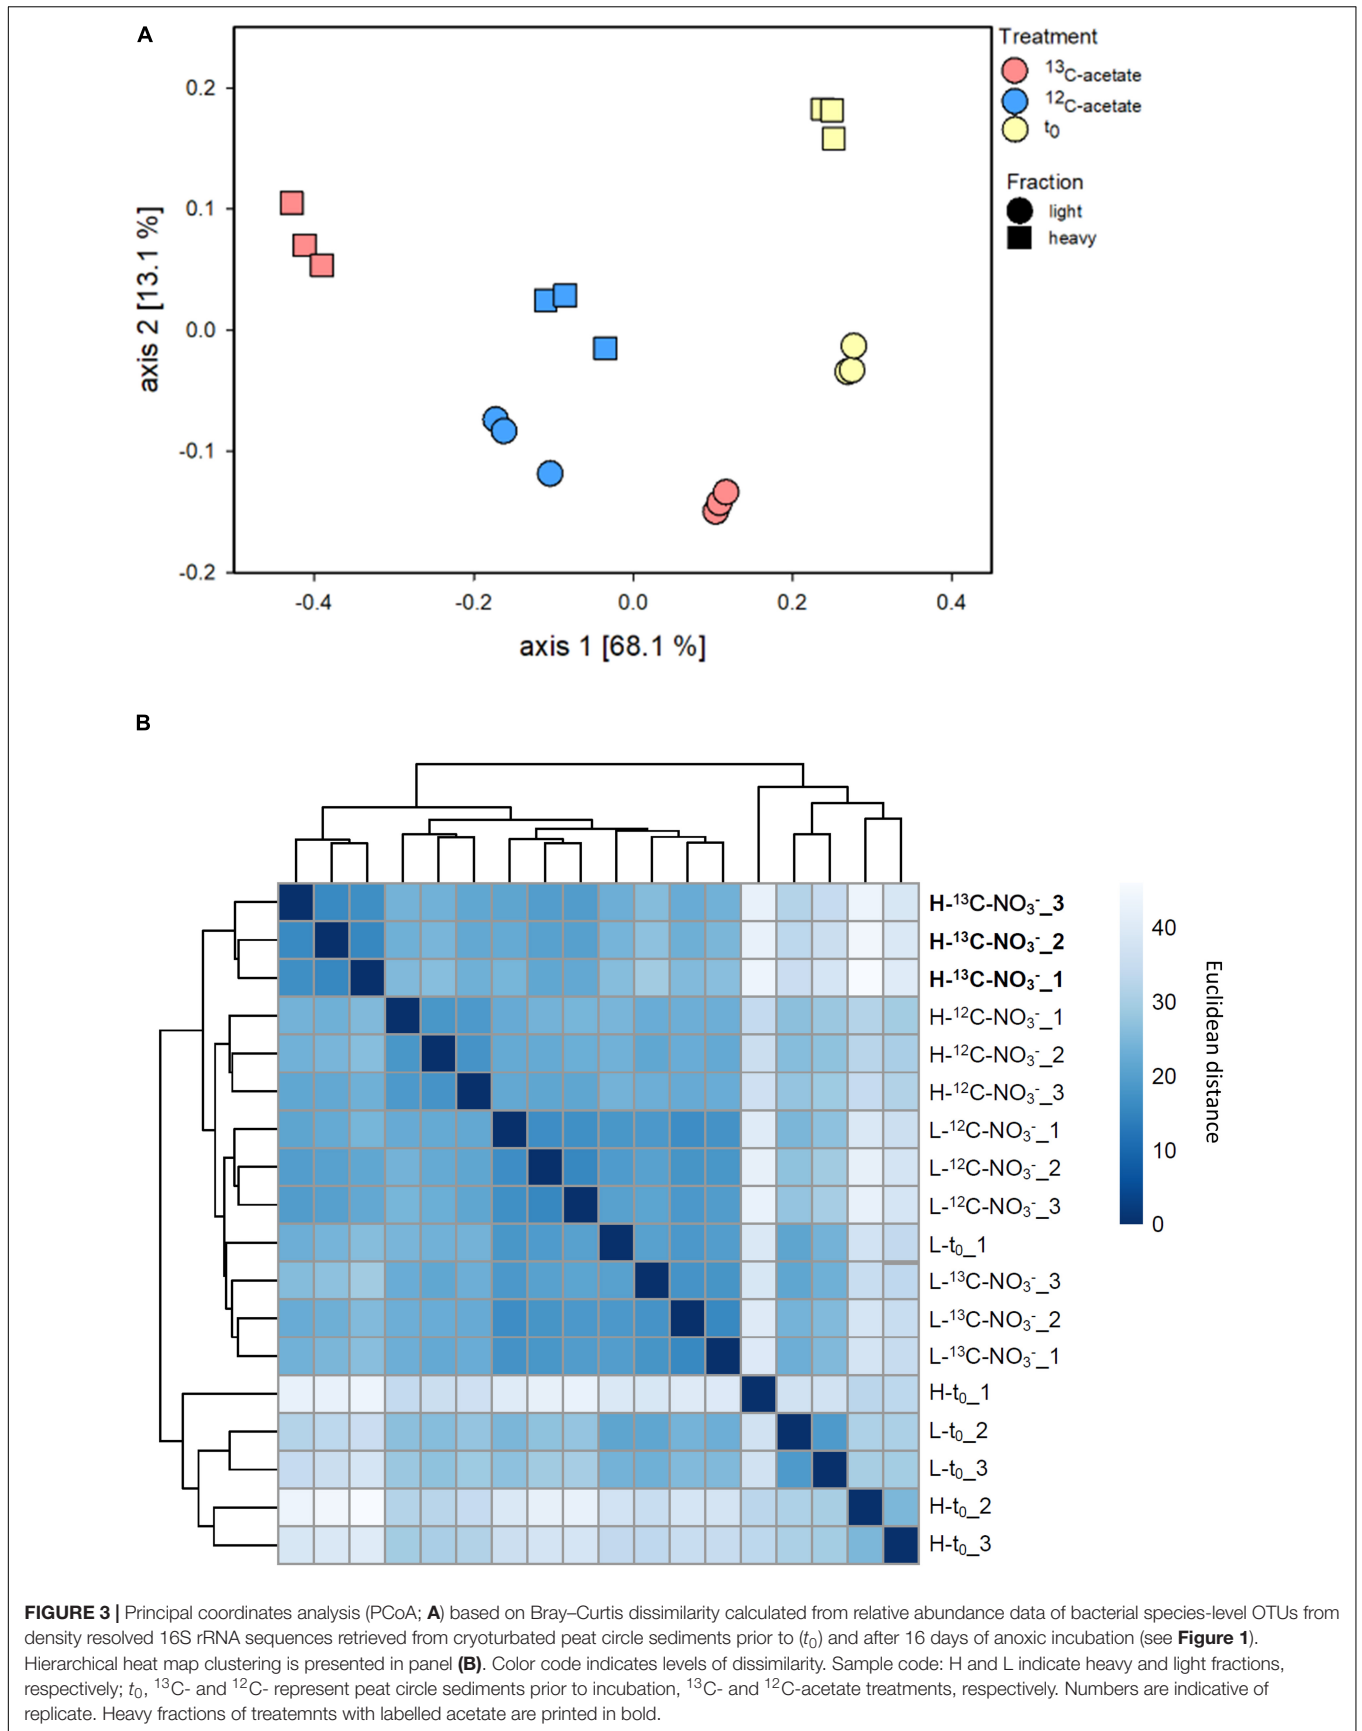 A
Treatment
13C-acetate
12C-acetate
t0
Fraction
light
heavy
0.2
0.1
0.0
-0.1
-0.2
axis 2 [13.1 %]
-0.4
-0.2
0.0
0.2
0.4
axis 1 [68.1 %]
B
H-13C-NO3-_3
H-13C-NO3-_2
H-13C-NO3-_1
H-12C-NO3-_1
H-12C-NO3-_2
H-12C-NO3-_3
L-12C-NO3-_1
L-12C-NO3-_2
L-12C-NO3-_3
L-t0_1
L-13C-NO3-_3
L-13C-NO3-_2
L-13C-NO3-_1
H-t0_1
L-t0_2
L-t0_3
H-t0_2
H-t0_3
40
30
20
10
0
Euclidean distance
FIGURE 3 | Principal coordinates analysis (PCoA; A) based on Bray–Curtis dissimilarity calculated from relative abundance data of bacterial species-level OTUs from
density resolved 16S rRNA sequences retrieved from cryoturbated peat circle sediments prior to (t0) and after 16 days of anoxic incubation (see Figure 1).
Hierarchical heat map clustering is presented in panel (B). Color code indicates levels of dissimilarity. Sample code: H and L indicate heavy and light fractions,
respectively; t0, 13C- and 12C- represent peat circle sediments prior to incubation, 13C- and 12C-acetate treatments, respectively. Numbers are indicative of
replicate. Heavy fractions of treatemnts with labelled acetate are printed in bold.